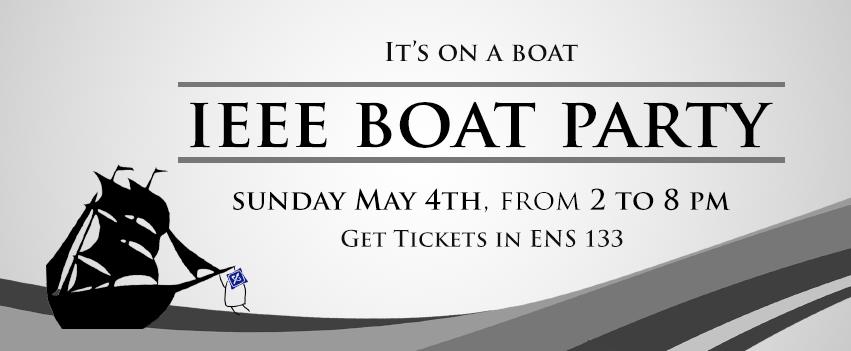 It's on a boat
IEEE Boat Party
Sunday May 4th, from 2 to 8 pm
Get Tickets in ENS 133